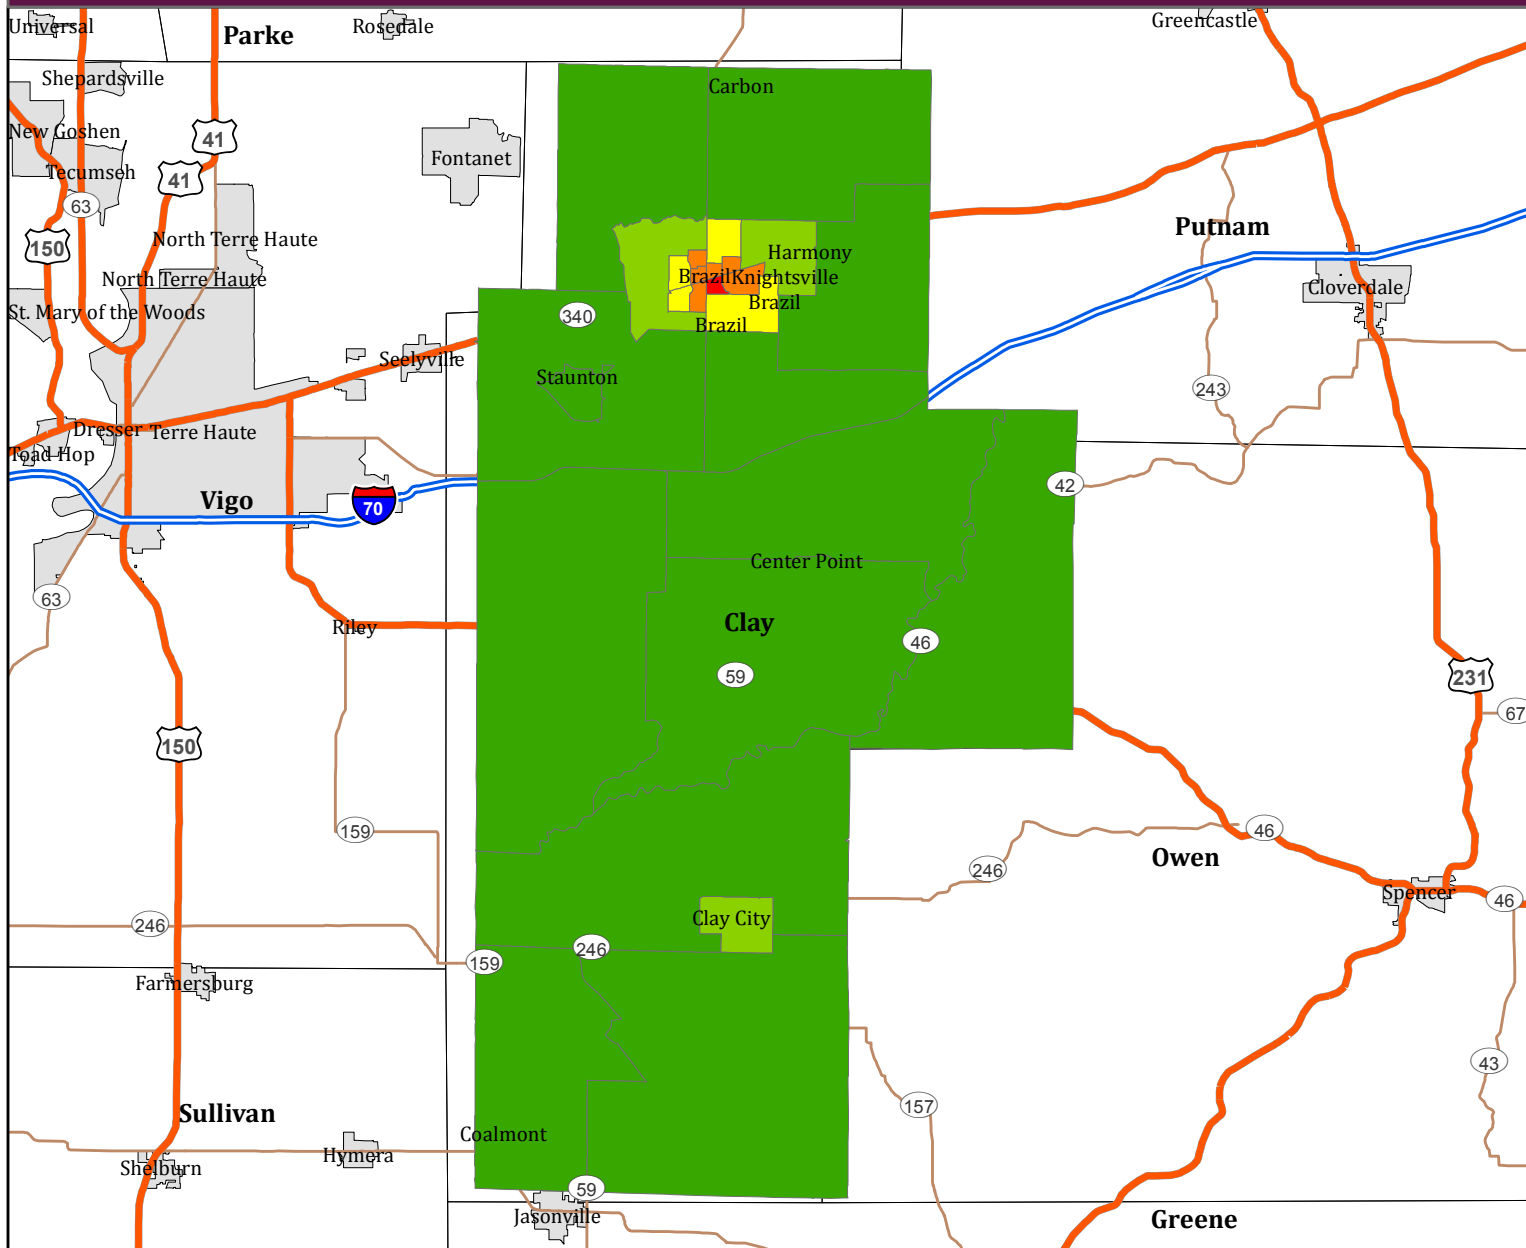 Universal
Parke
Rosedale
Greencastle
Shepardsville
Carbon
New Goshen
41
Fontanet
Tecumseh
41
63
Putnam
150
North Terre Haute
Harmony
North Terre Haute
Brazil
Knightsville
Cloverdale
Brazil
St. Mary of the Woods
340
Brazil
Seelyville
Staunton
243
Dresser
Terre Haute
Toad Hop
42
Vigo
70
Center Point
63
Clay
Riley
46
59
231
67
150
159
46
Owen
246
Spencer
46
Clay City
246
246
159
Farmersburg
43
157
Sullivan
Coalmont
Hymera
Shelburn
59
Jasonville
Greene